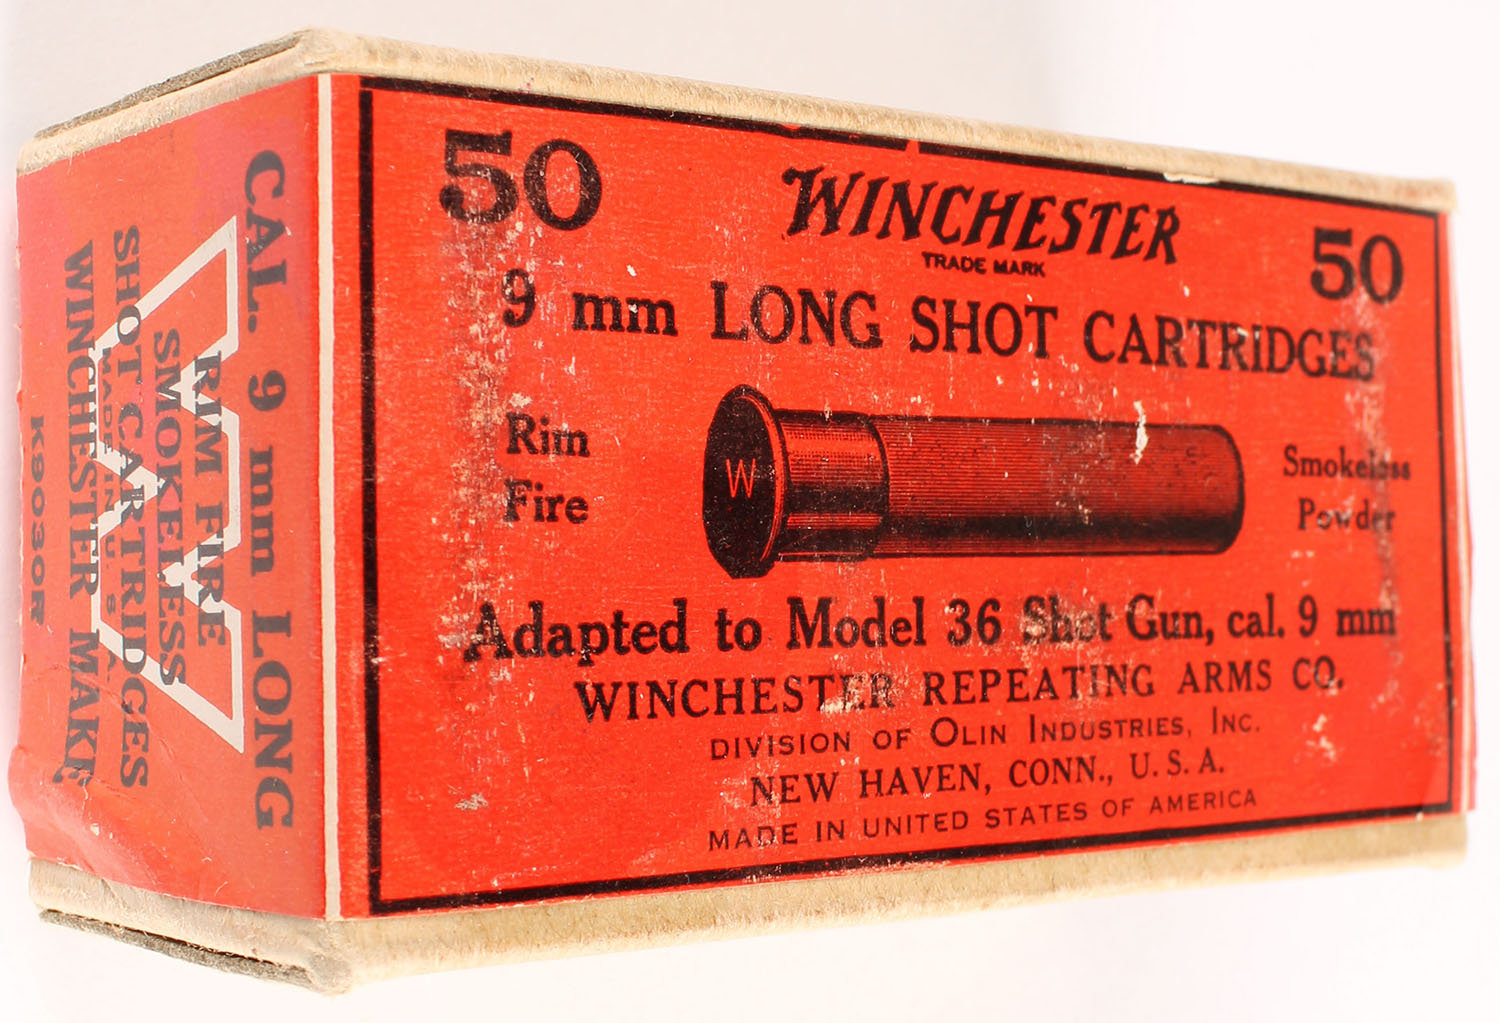 CAL. 9 mm LONG
RIM FIRE
SMOKELESS
SHOT CARTRIDGES
MADE IN U.S.A.
WINCHESTER MAKE
K9030R
50
WINCHESTER
TRADE MARK
50
9 mm LONG SHOT CARTRIDGES
Rim
Fire
W
Smokeless
Powder
Adapted to Model 36 Shot Gun, cal. 9 mm
WINCHESTER REPEATING ARMS CO.
DIVISION OF OLIN INDUSTRIES, INC.
NEW HAVEN, CONN., U. S. A.
MADE IN UNITED STATES OF AMERICA